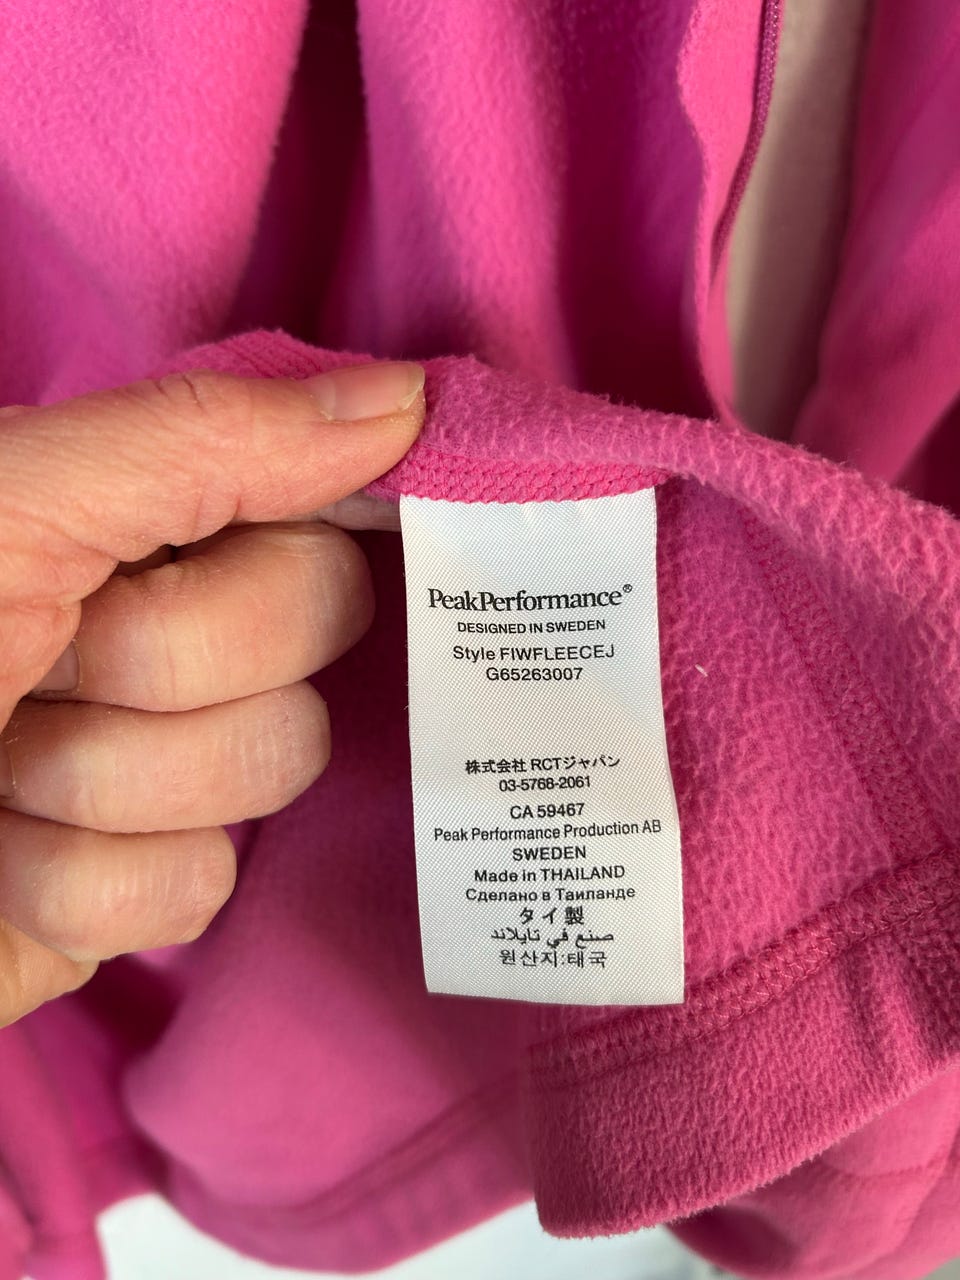 PeakPerformance®
DESIGNED IN SWEDEN
Style FIWFLEECEJ
G65263007
株式会社 RCTジャパン
03-5768-2061
CA 59467
Peak Performance Production AB
SWEDEN
Made in THAILAND
Сделано в Таиланде
タイ製
صنع في تايلاند
원산지:태국